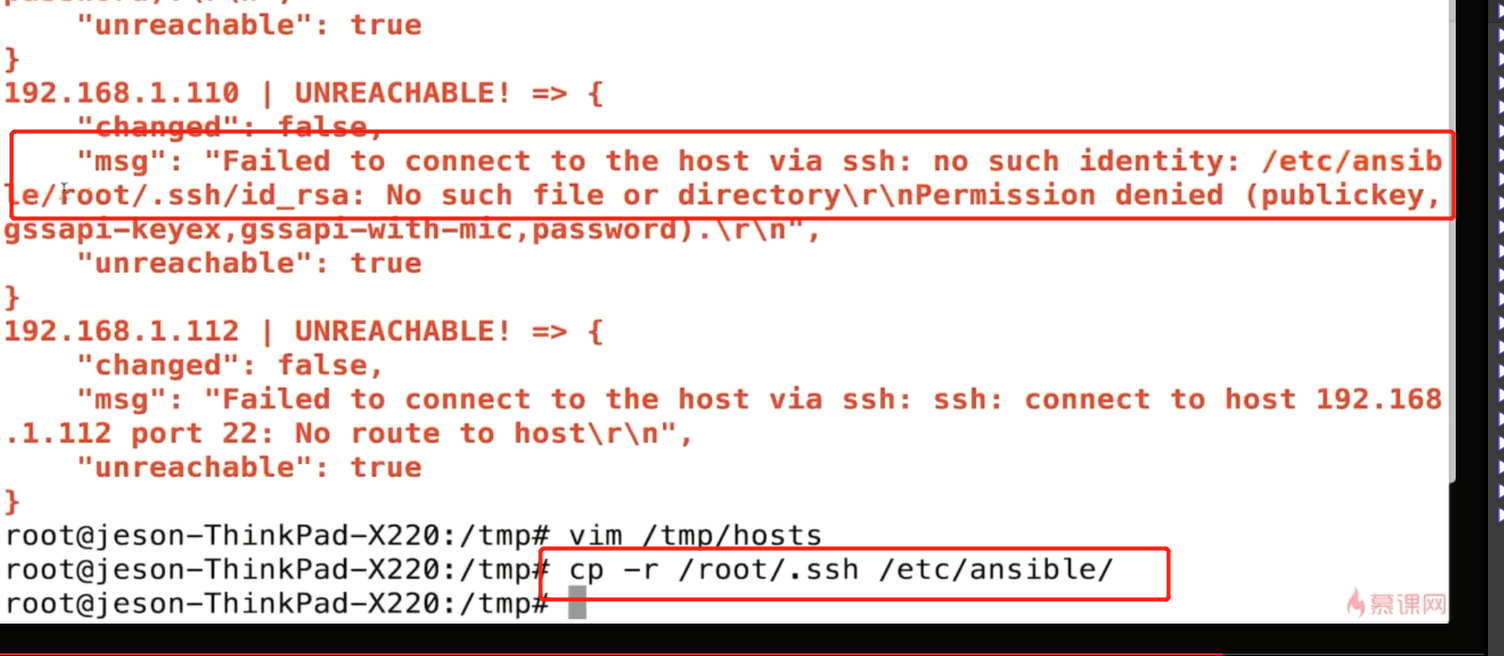 "unreachable": true
}
192.168.1.110 | UNREACHABLE! => {
"changed": false,
"msg": "Failed to connect to the host via ssh: no such identity: /etc/ansib
le/root/.ssh/id_rsa: No such file or directory\r\nPermission denied (publickey,
gssapi-keyex,gssapi-with-mic,password).\r\n",
"unreachable": true
}
192.168.1.112 | UNREACHABLE! => {
"changed": false,
"msg": "Failed to connect to the host via ssh: ssh: connect to host 192.168
.1.112 port 22: No route to host\r\n",
"unreachable": true
}
root@jeson-ThinkPad-X220:/tmp# vim /tmp/hosts
root@jeson-ThinkPad-X220:/tmp# cp -r /root/.ssh /etc/ansible/
root@jeson-ThinkPad-X220:/tmp#
慕课网